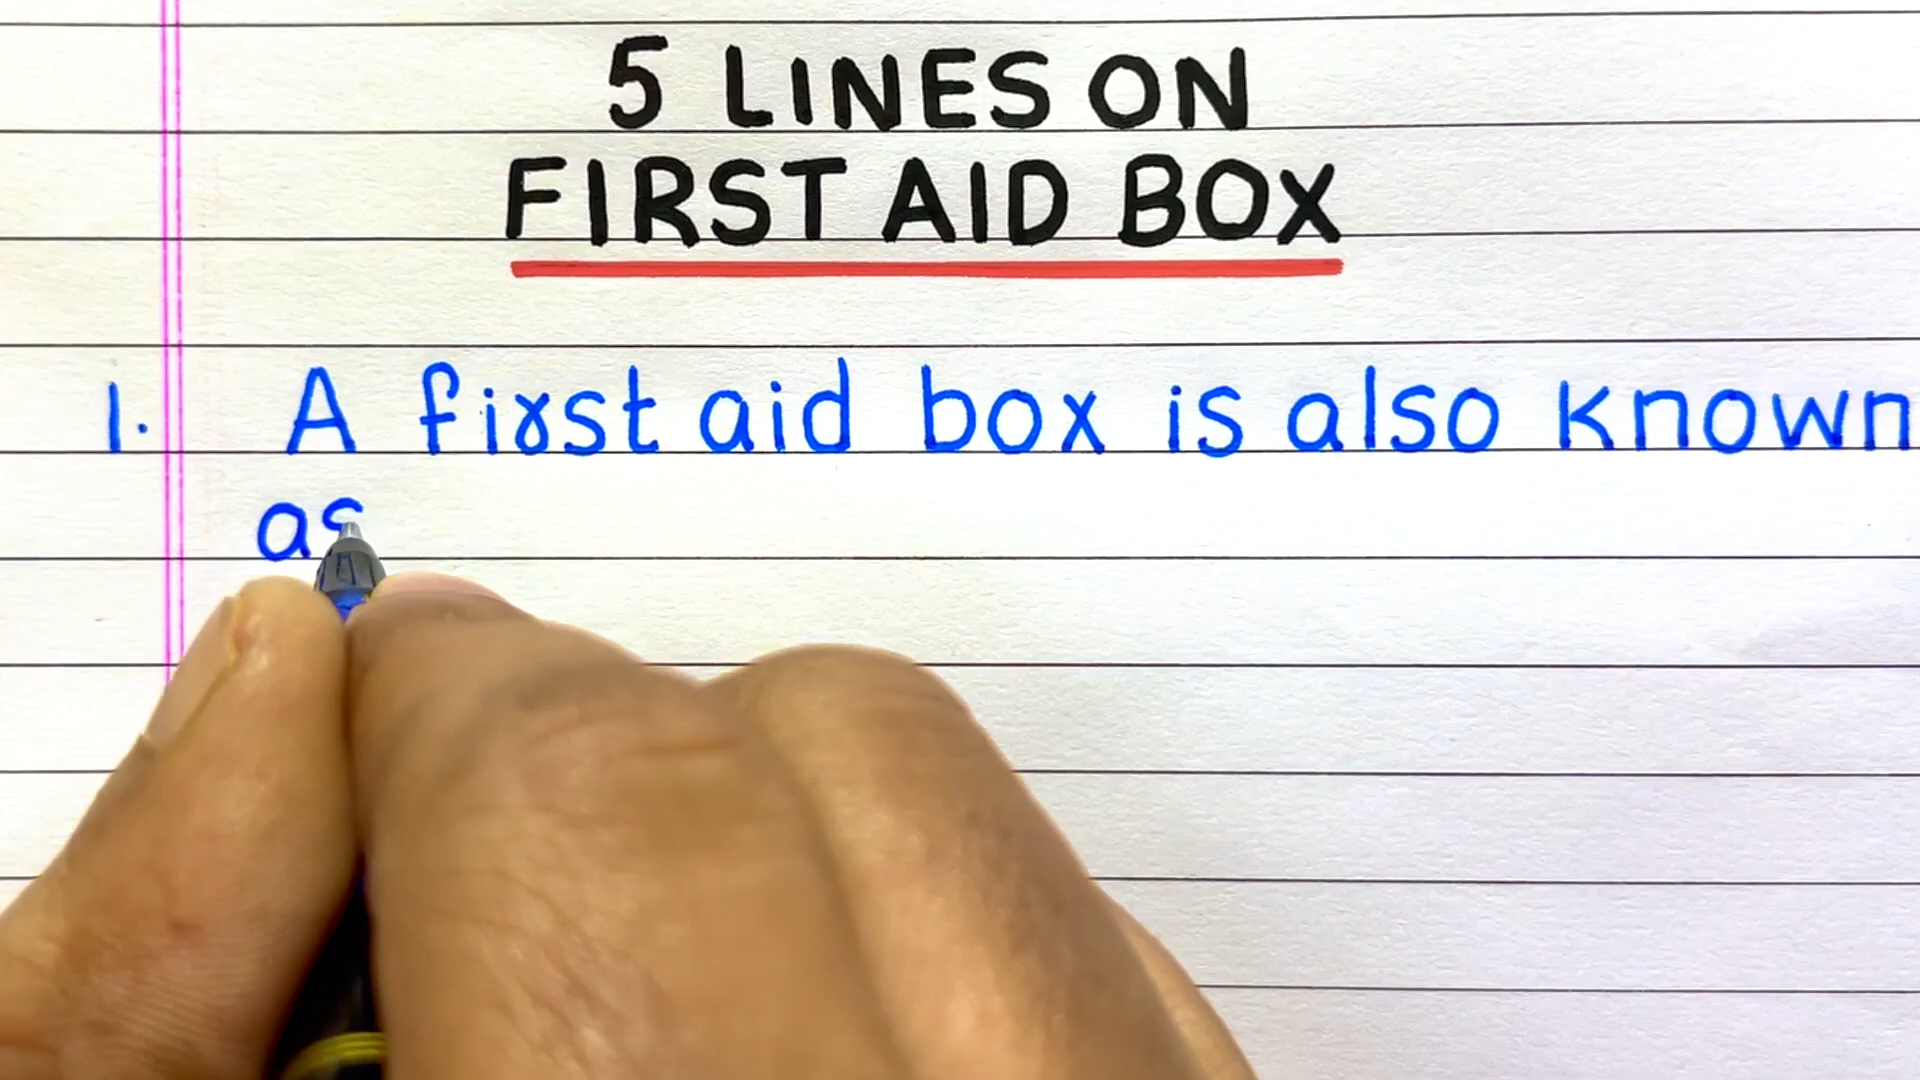 5 LINES ON
FIRST AID BOX
1. A first aid box is also known
as